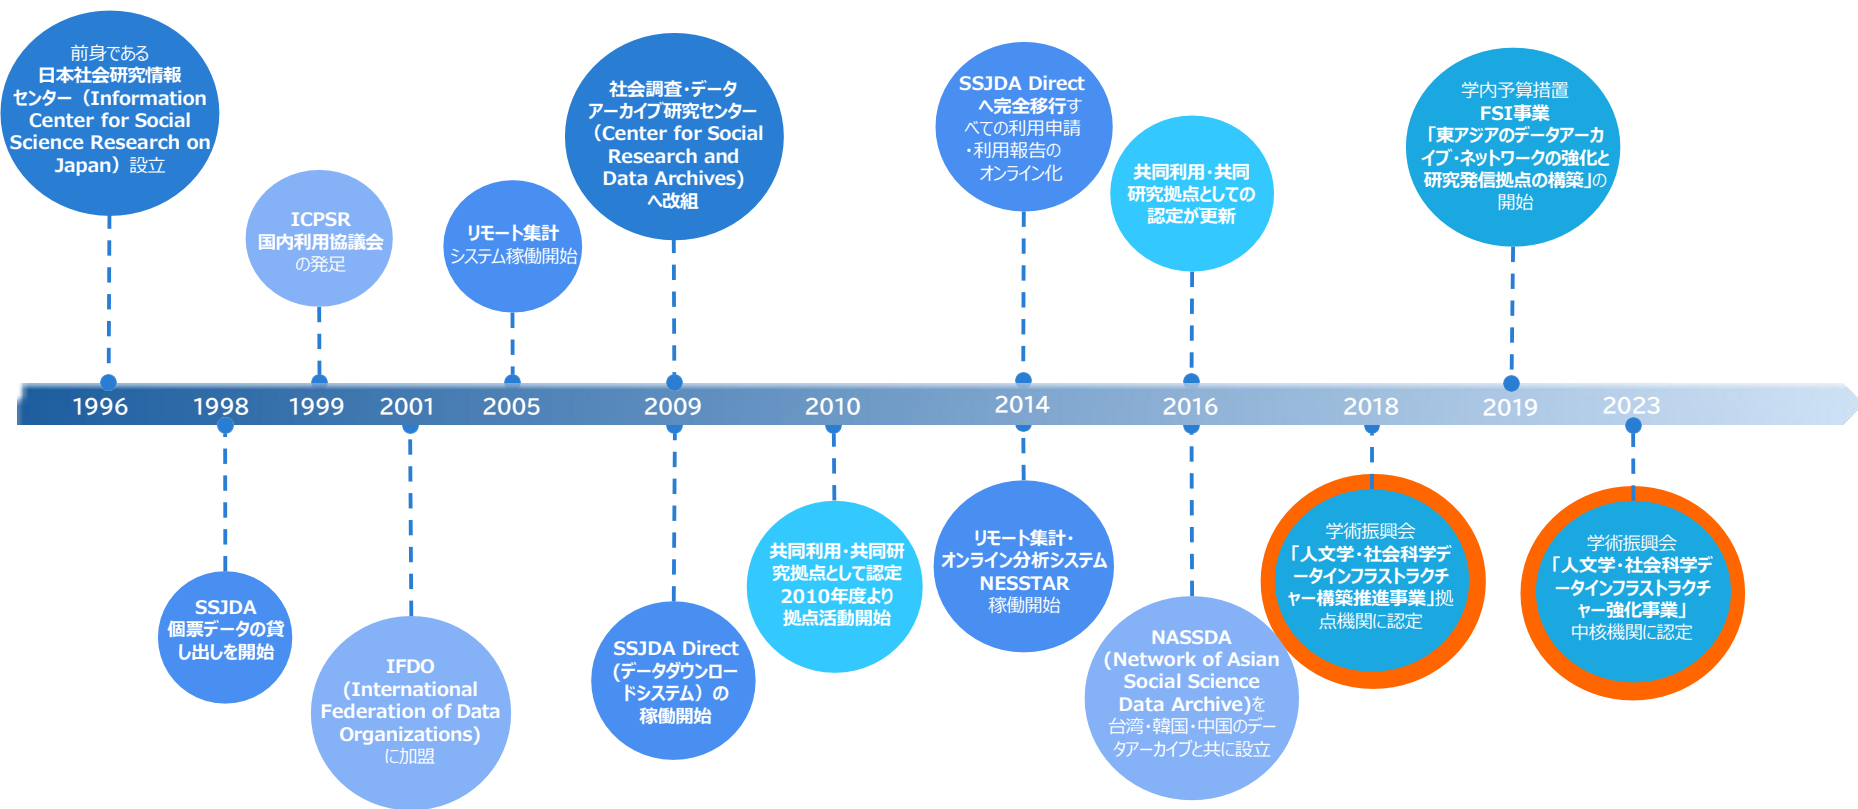 前身である
日本社会研究情報
センター（Information
Center for Social
Science Research on
Japan）設立
ICPSR
国内利用協議会
の発足
リモート集計
システム稼働開始
社会調査・データ
アーカイブ研究センター
（Center for Social
Research and
Data Archives)
へ改組
SSJDA Direct
へ完全移行す
べての利用申請
・利用報告の
オンライン化
共同利用・共同
研究拠点としての
認定が更新
学内予算措置
FSI事業
「東アジアのデータアーカ
イブ・ネットワークの強化と
研究発信拠点の構築」の
開始
1996
1998
1999
2001
2005
2009
2010
2014
2016
2018
2019
2023
SSJDA
個票データの貸
し出しを開始
IFDO
(International
Federation of Data
Organizations)
に加盟
SSJDA Direct
(データダウンロー
ドシステム）の
稼働開始
共同利用・共同研
究拠点として認定
2010年度より
拠点活動開始
リモート集計・
オンライン分析システム
NESSTAR
稼働開始
NASSDA
(Network of Asian
Social Science
Data Archive)を
台湾・韓国・中国のデー
タアーカイブと共に設立
学術振興会
「人文学・社会科学デ
ータインフラストラクチ
ャー構築推進事業」拠
点機関に認定
学術振興会
「人文学・社会科学デ
ータインフラストラクチ
ャー強化事業」
中核機関に認定